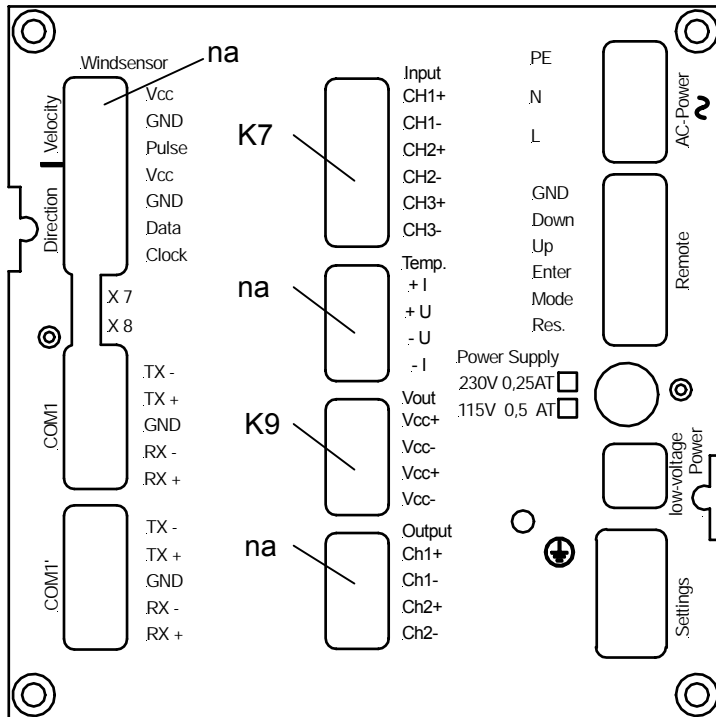 Windsensor
na
Velocity
Direction
Vcc
GND
Pulse
Vcc
GND
Data
Clock
X 7
X 8
COM1
TX -
TX +
GND
RX -
RX +
COM1'
TX -
TX +
GND
RX -
RX +
K7
Input
CH1+
CH1-
CH2+
CH2-
CH3+
CH3-
na
Temp.
+ I
+ U
- U
- I
K9
Vout
Vcc+
Vcc-
Vcc+
Vcc-
na
Output
Ch1+
Ch1-
Ch2+
Ch2-
PE
N
L
AC-Power ~
GND
Down
Up
Enter
Mode
Res.
Remote
Power Supply
230V 0,25AT
115V 0,5 AT
low-voltage
Power
Settings